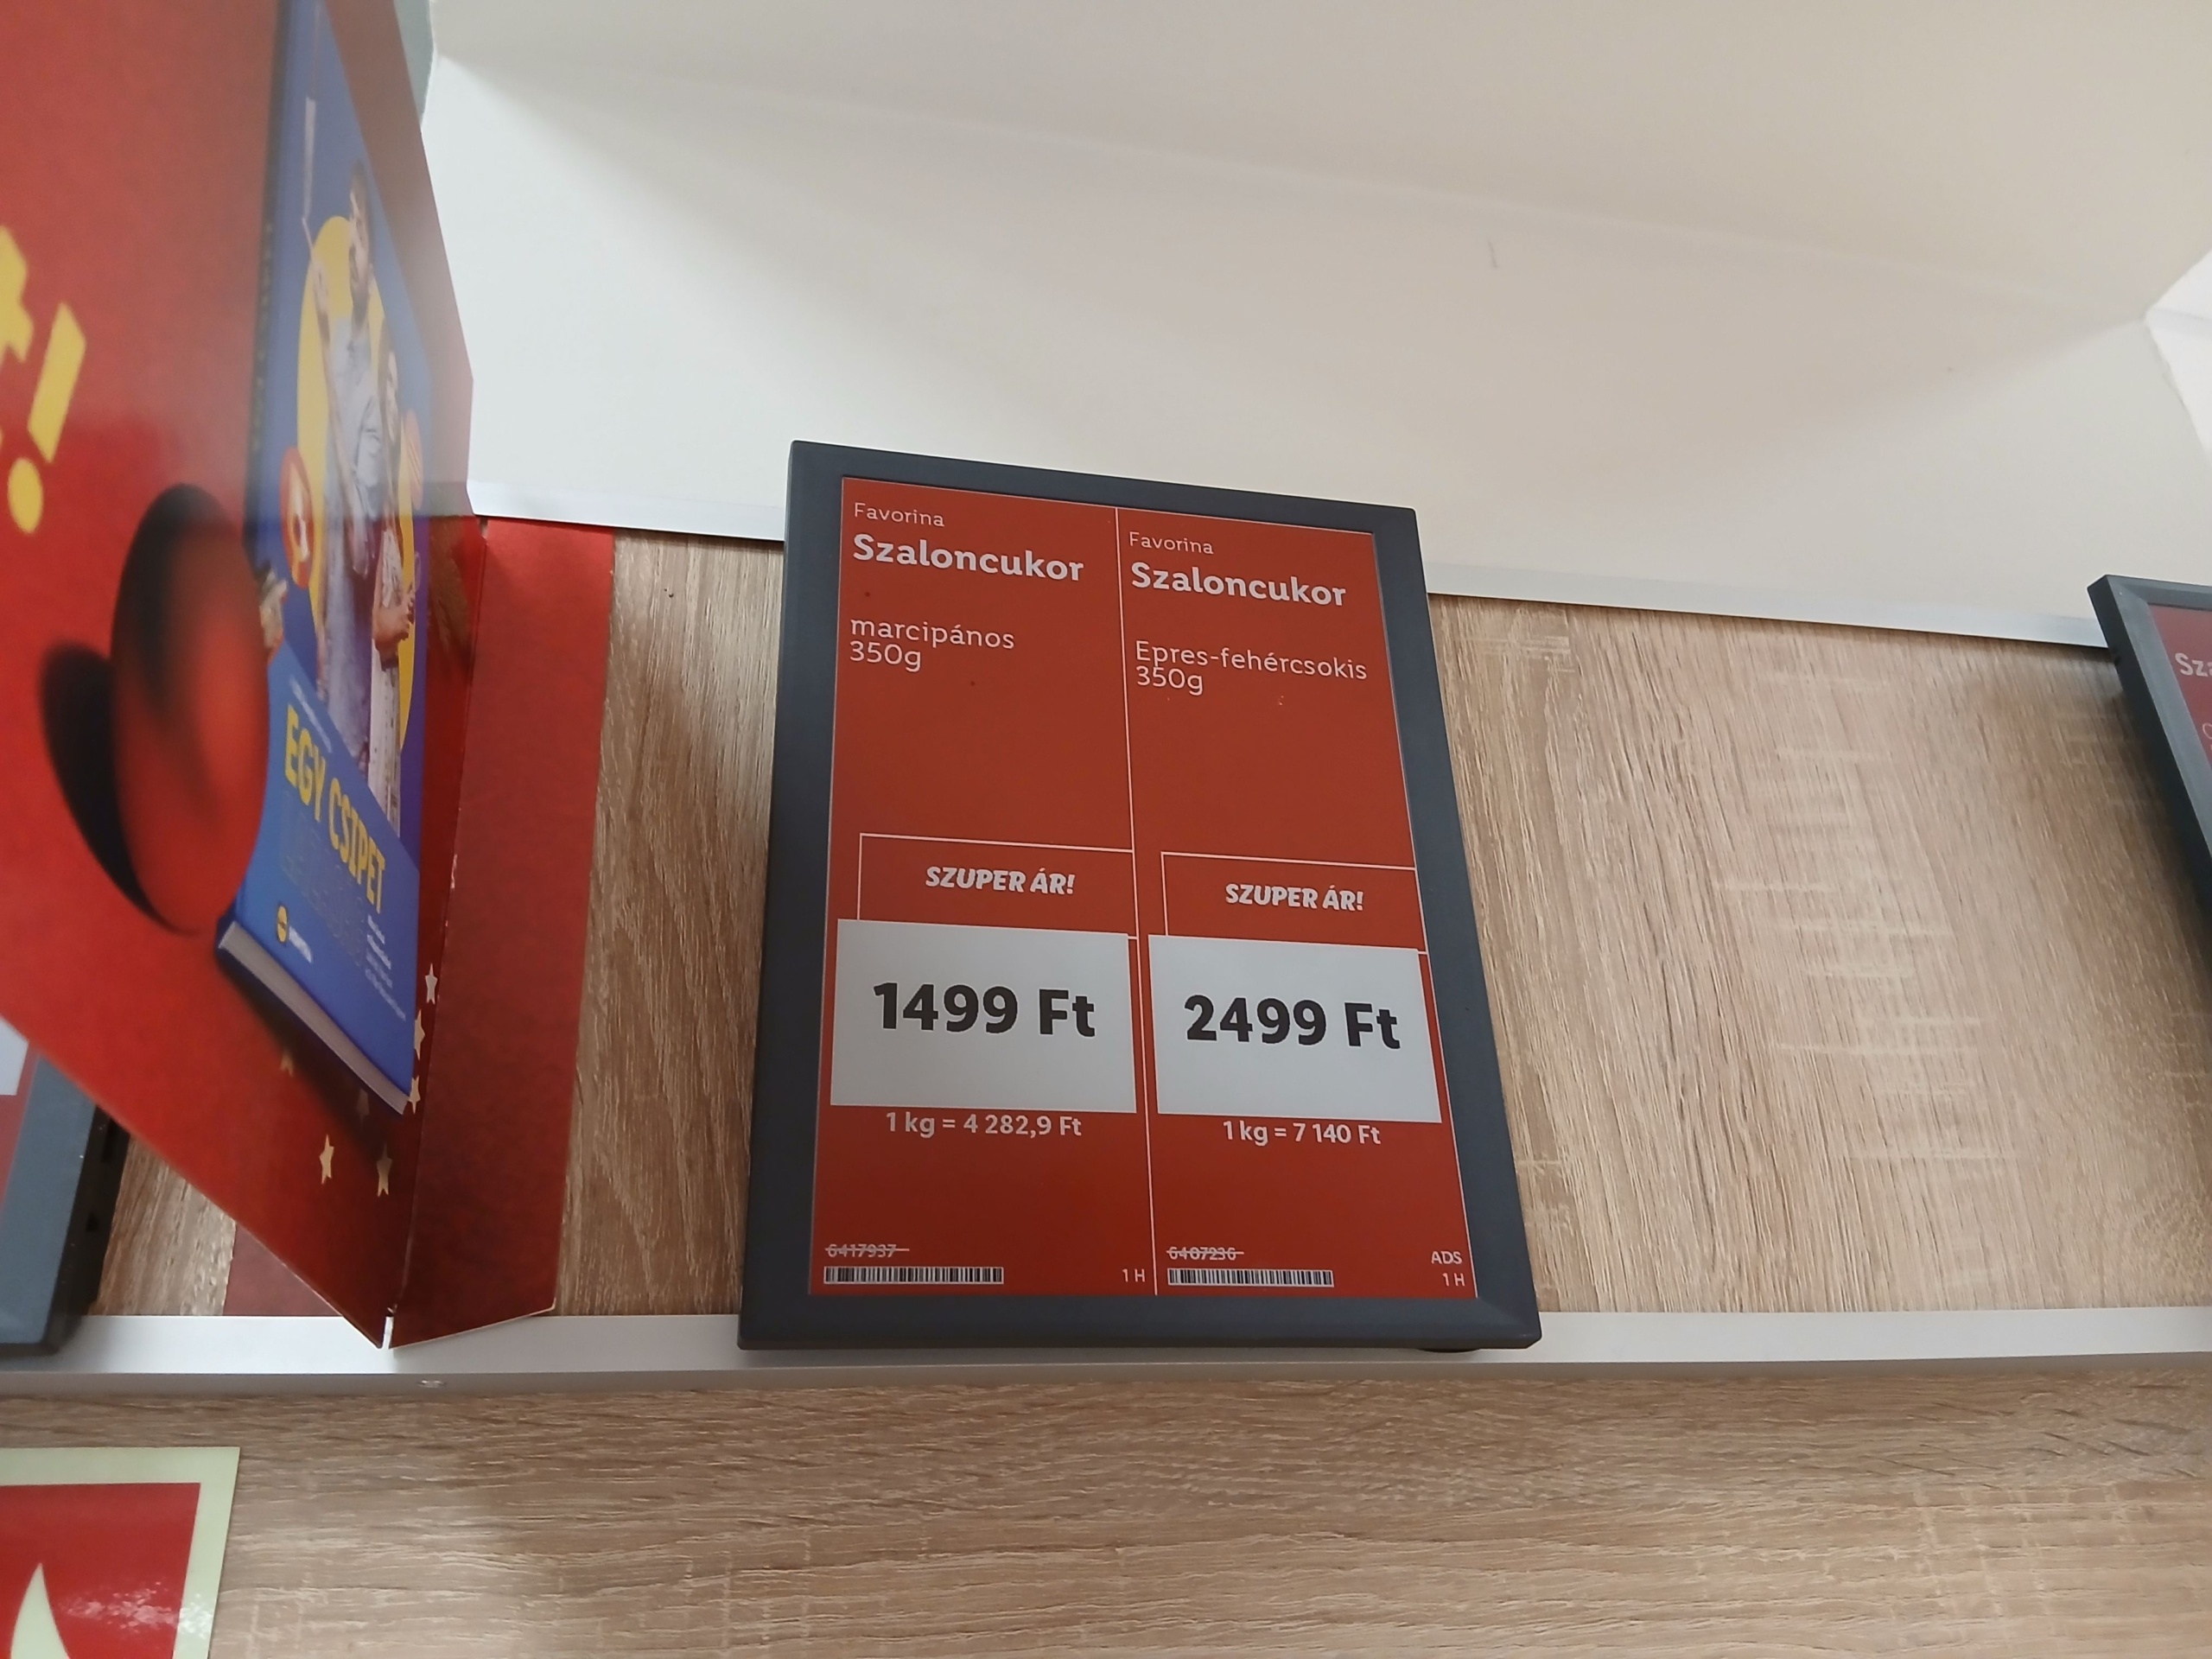 !
EGY CSIPET
Favorina
Szaloncukor
marcipános
350g
SZUPER ÁR!
1499 Ft
1 kg = 4 282,9 Ft
6417937
1 H
Favorina
Szaloncukor
Epres-fehércsokis
350g
SZUPER ÁR!
2499 Ft
1 kg = 7 140 Ft
6407236
ADS
1 H